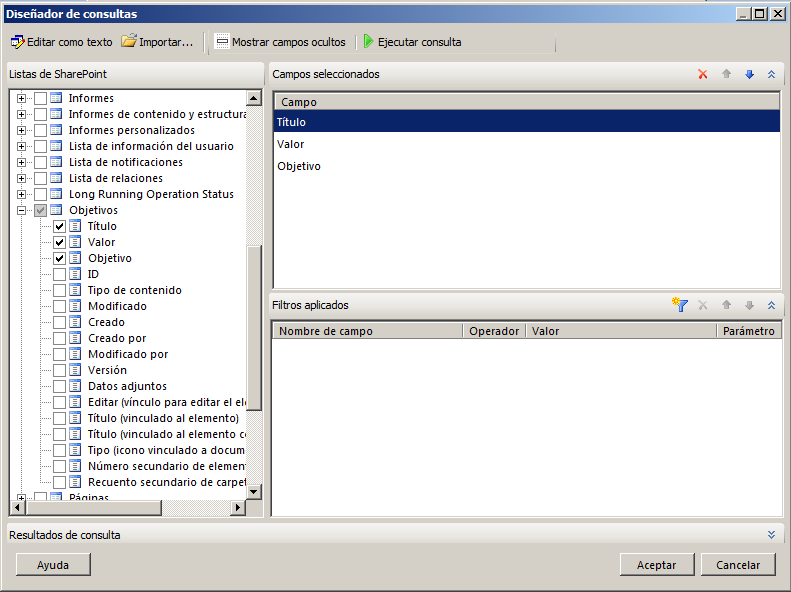 Diseñador de consultas
Editar como texto Importar... Mostrar campos ocultos Ejecutar consulta
Listas de SharePoint
Informes
Informes de contenido y estructura
Informes personalizados
Lista de información del usuario
Lista de notificaciones
Lista de relaciones
Long Running Operation Status
Objetivos
Título
Valor
Objetivo
ID
Tipo de contenido
Modificado
Creado
Creado por
Modificado por
Versión
Datos adjuntos
Editar (vínculo para editar el el
Título (vinculado al elemento)
Título (vinculado al elemento c
Tipo (icono vinculado a docum
Número secundario de elemen
Recuento secundario de carpet
Páginas
Campos seleccionados
Campo
Título
Valor
Objetivo
Filtros aplicados
Nombre de campo Operador Valor Parámetro
Resultados de consulta
Ayuda Aceptar Cancelar